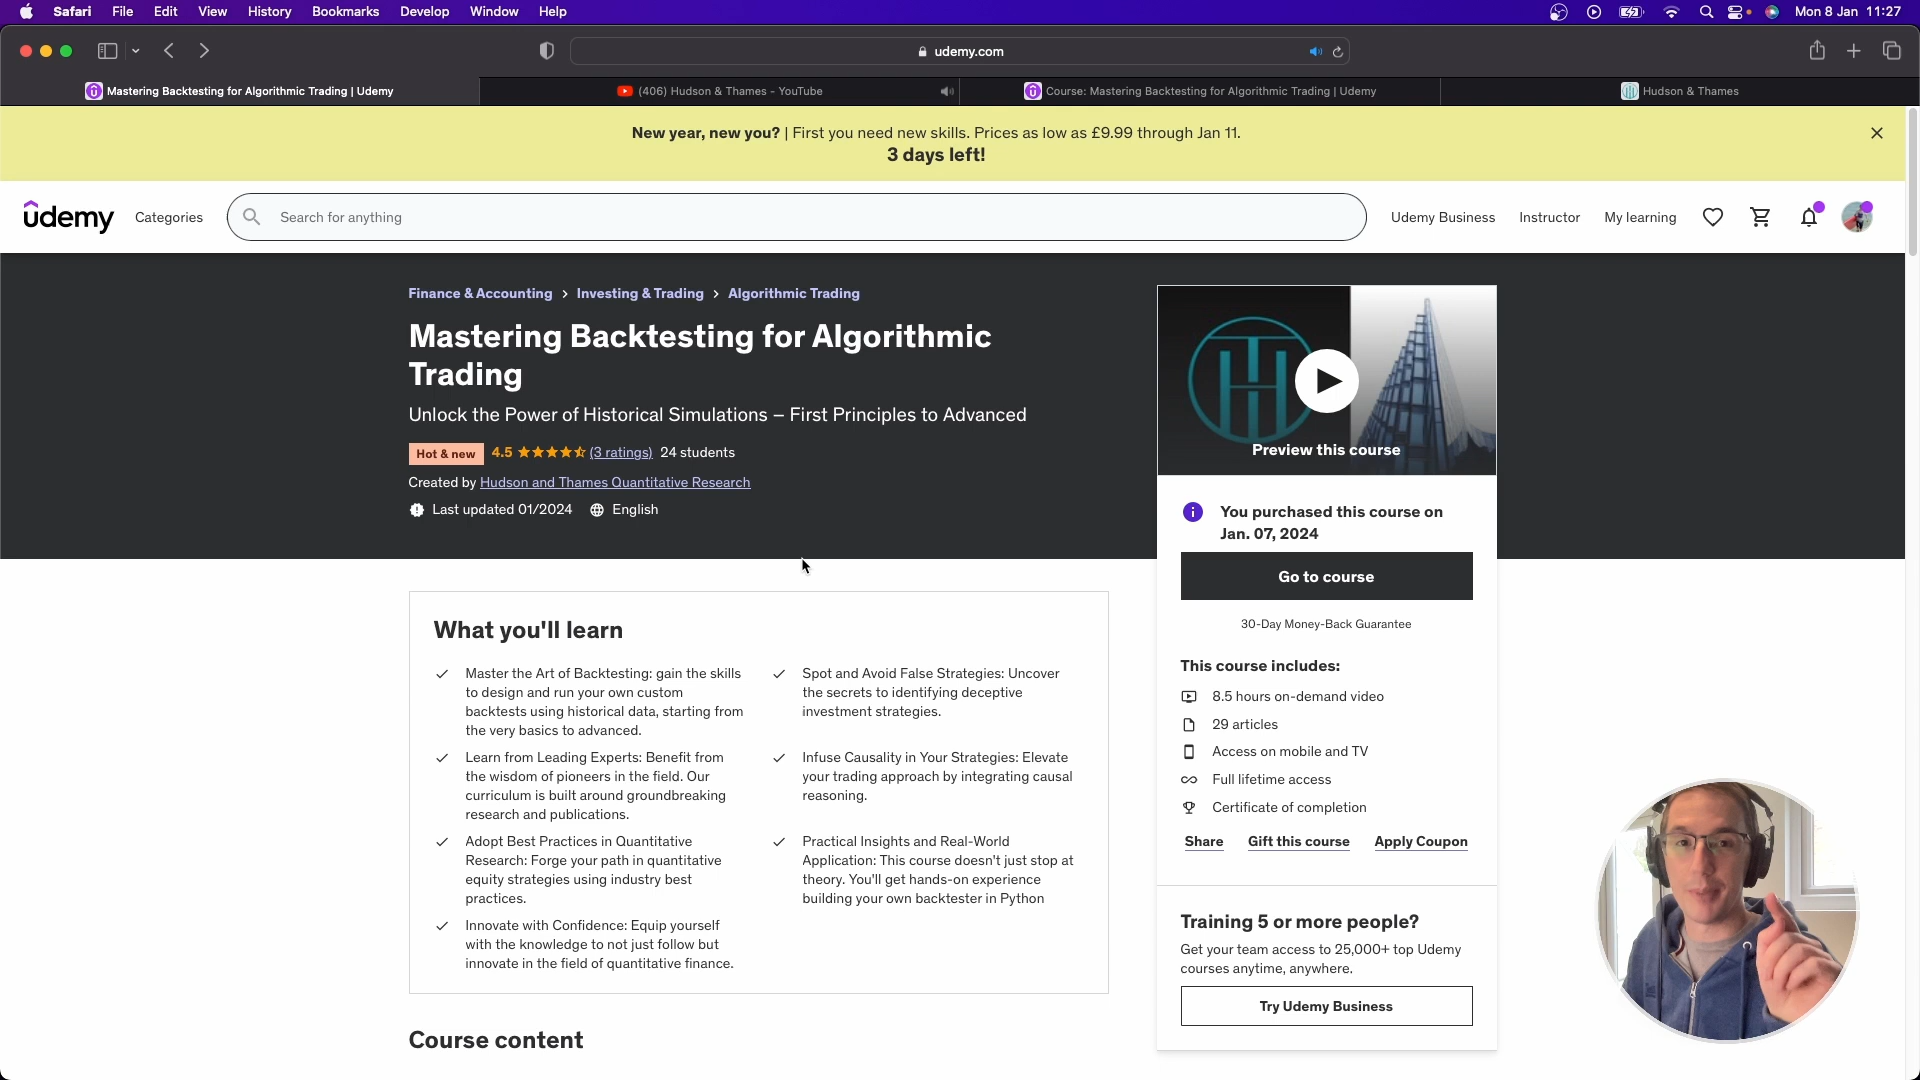 Safari File Edit View History Bookmarks Develop Window Help Mon 8 Jan 11:27
udemy.com
Mastering Backtesting for Algorithmic Trading | Udemy
(406) Hudson & Thames - YouTube
Course: Mastering Backtesting for Algorithmic Trading | Udemy
Hudson & Thames
New year, new you? | First you need new skills. Prices as low as £9.99 through Jan 11.
3 days left!
ûdemy
Categories
Search for anything
Udemy Business
Instructor
My learning
Finance & Accounting > Investing & Trading > Algorithmic Trading
Mastering Backtesting for Algorithmic
Trading
Unlock the Power of Historical Simulations – First Principles to Advanced
Hot & new 4.5 (3 ratings) 24 students
Created by Hudson and Thames Quantitative Research
Last updated 01/2024 English
What you'll learn
Master the Art of Backtesting: gain the skills
to design and run your own custom
backtests using historical data, starting from
the very basics to advanced.
Learn from Leading Experts: Benefit from
the wisdom of pioneers in the field. Our
curriculum is built around groundbreaking
research and publications.
Adopt Best Practices in Quantitative
Research: Forge your path in quantitative
equity strategies using industry best
practices.
Innovate with Confidence: Equip yourself
with the knowledge to not just follow but
innovate in the field of quantitative finance.
Spot and Avoid False Strategies: Uncover
the secrets to identifying deceptive
investment strategies.
Infuse Causality in Your Strategies: Elevate
your trading approach by integrating causal
reasoning.
Practical Insights and Real-World
Application: This course doesn't just stop at
theory. You'll get hands-on experience
building your own backtester in Python
Course content
Preview this course
You purchased this course on
Jan. 07, 2024
Go to course
30-Day Money-Back Guarantee
This course includes:
8.5 hours on-demand video
29 articles
Access on mobile and TV
Full lifetime access
Certificate of completion
Share Gift this course Apply Coupon
Training 5 or more people?
Get your team access to 25,000+ top Udemy
courses anytime, anywhere.
Try Udemy Business